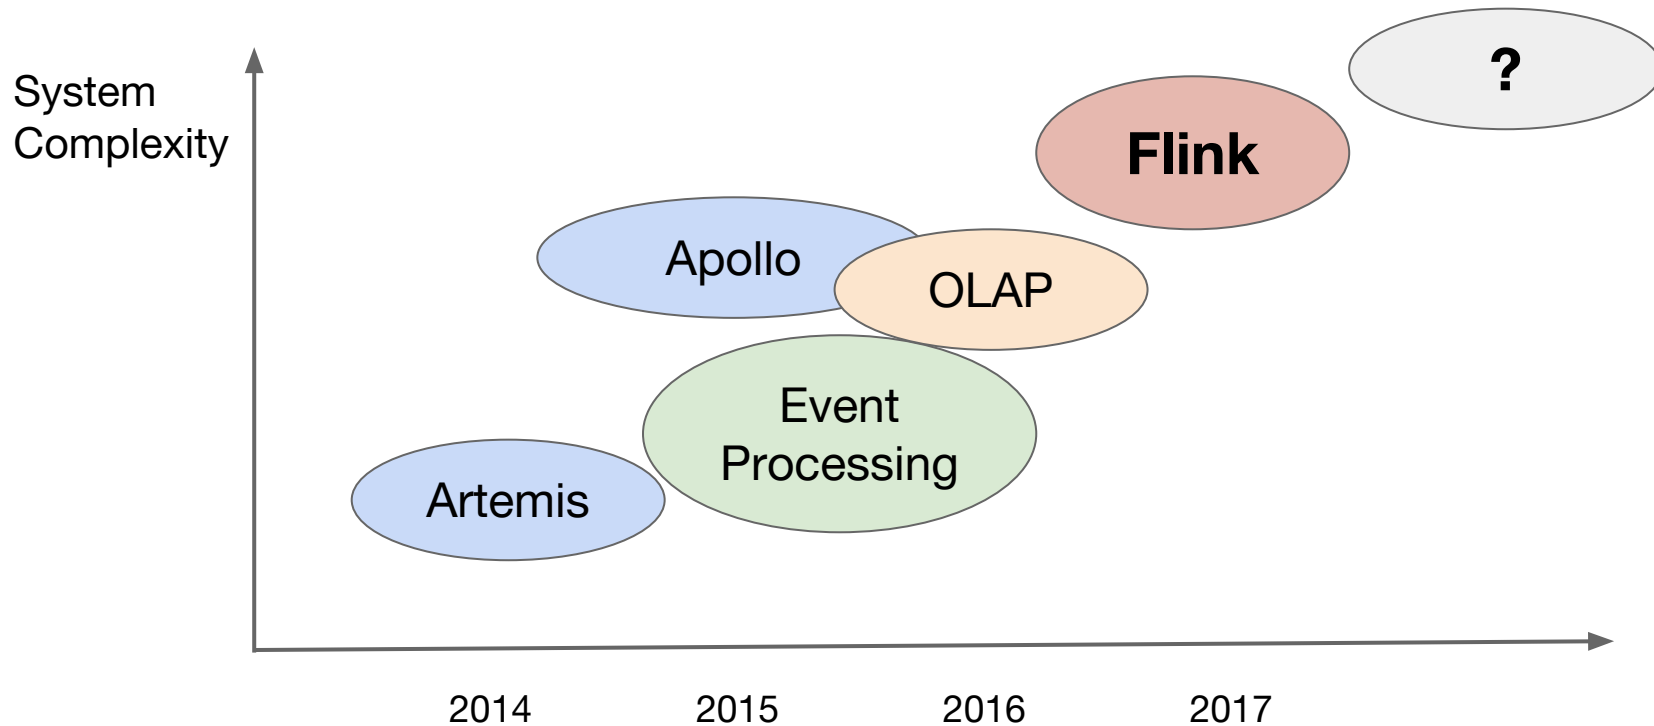 System
Complexity
?
Flink
Apollo
OLAP
Event
Processing
Artemis
2014
2015
2016
2017